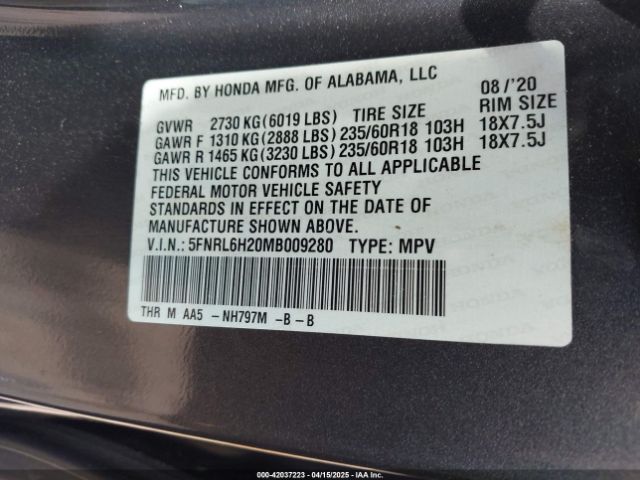 MFD. BY HONDA MFG. OF ALABAMA, LLC 08/'20
GVWR 2730 KG(6019 LBS) TIRE SIZE RIM SIZE
GAWR F 1310 KG(2888 LBS) 235/60R18 103H 18X7.5J
GAWR R 1465 KG(3230 LBS) 235/60R18 103H 18X7.5J
THIS VEHICLE CONFORMS TO ALL APPLICABLE
FEDERAL MOTOR VEHICLE SAFETY
STANDARDS IN EFFECT ON THE DATE OF
MANUFACTURE SHOWN ABOVE.
V.I.N.: 5FNRL6H20MB009280 TYPE: MPV
THR M AA5 -NH797M -B-B
000-42037223 - 04/15/2025 - IAAI.COM